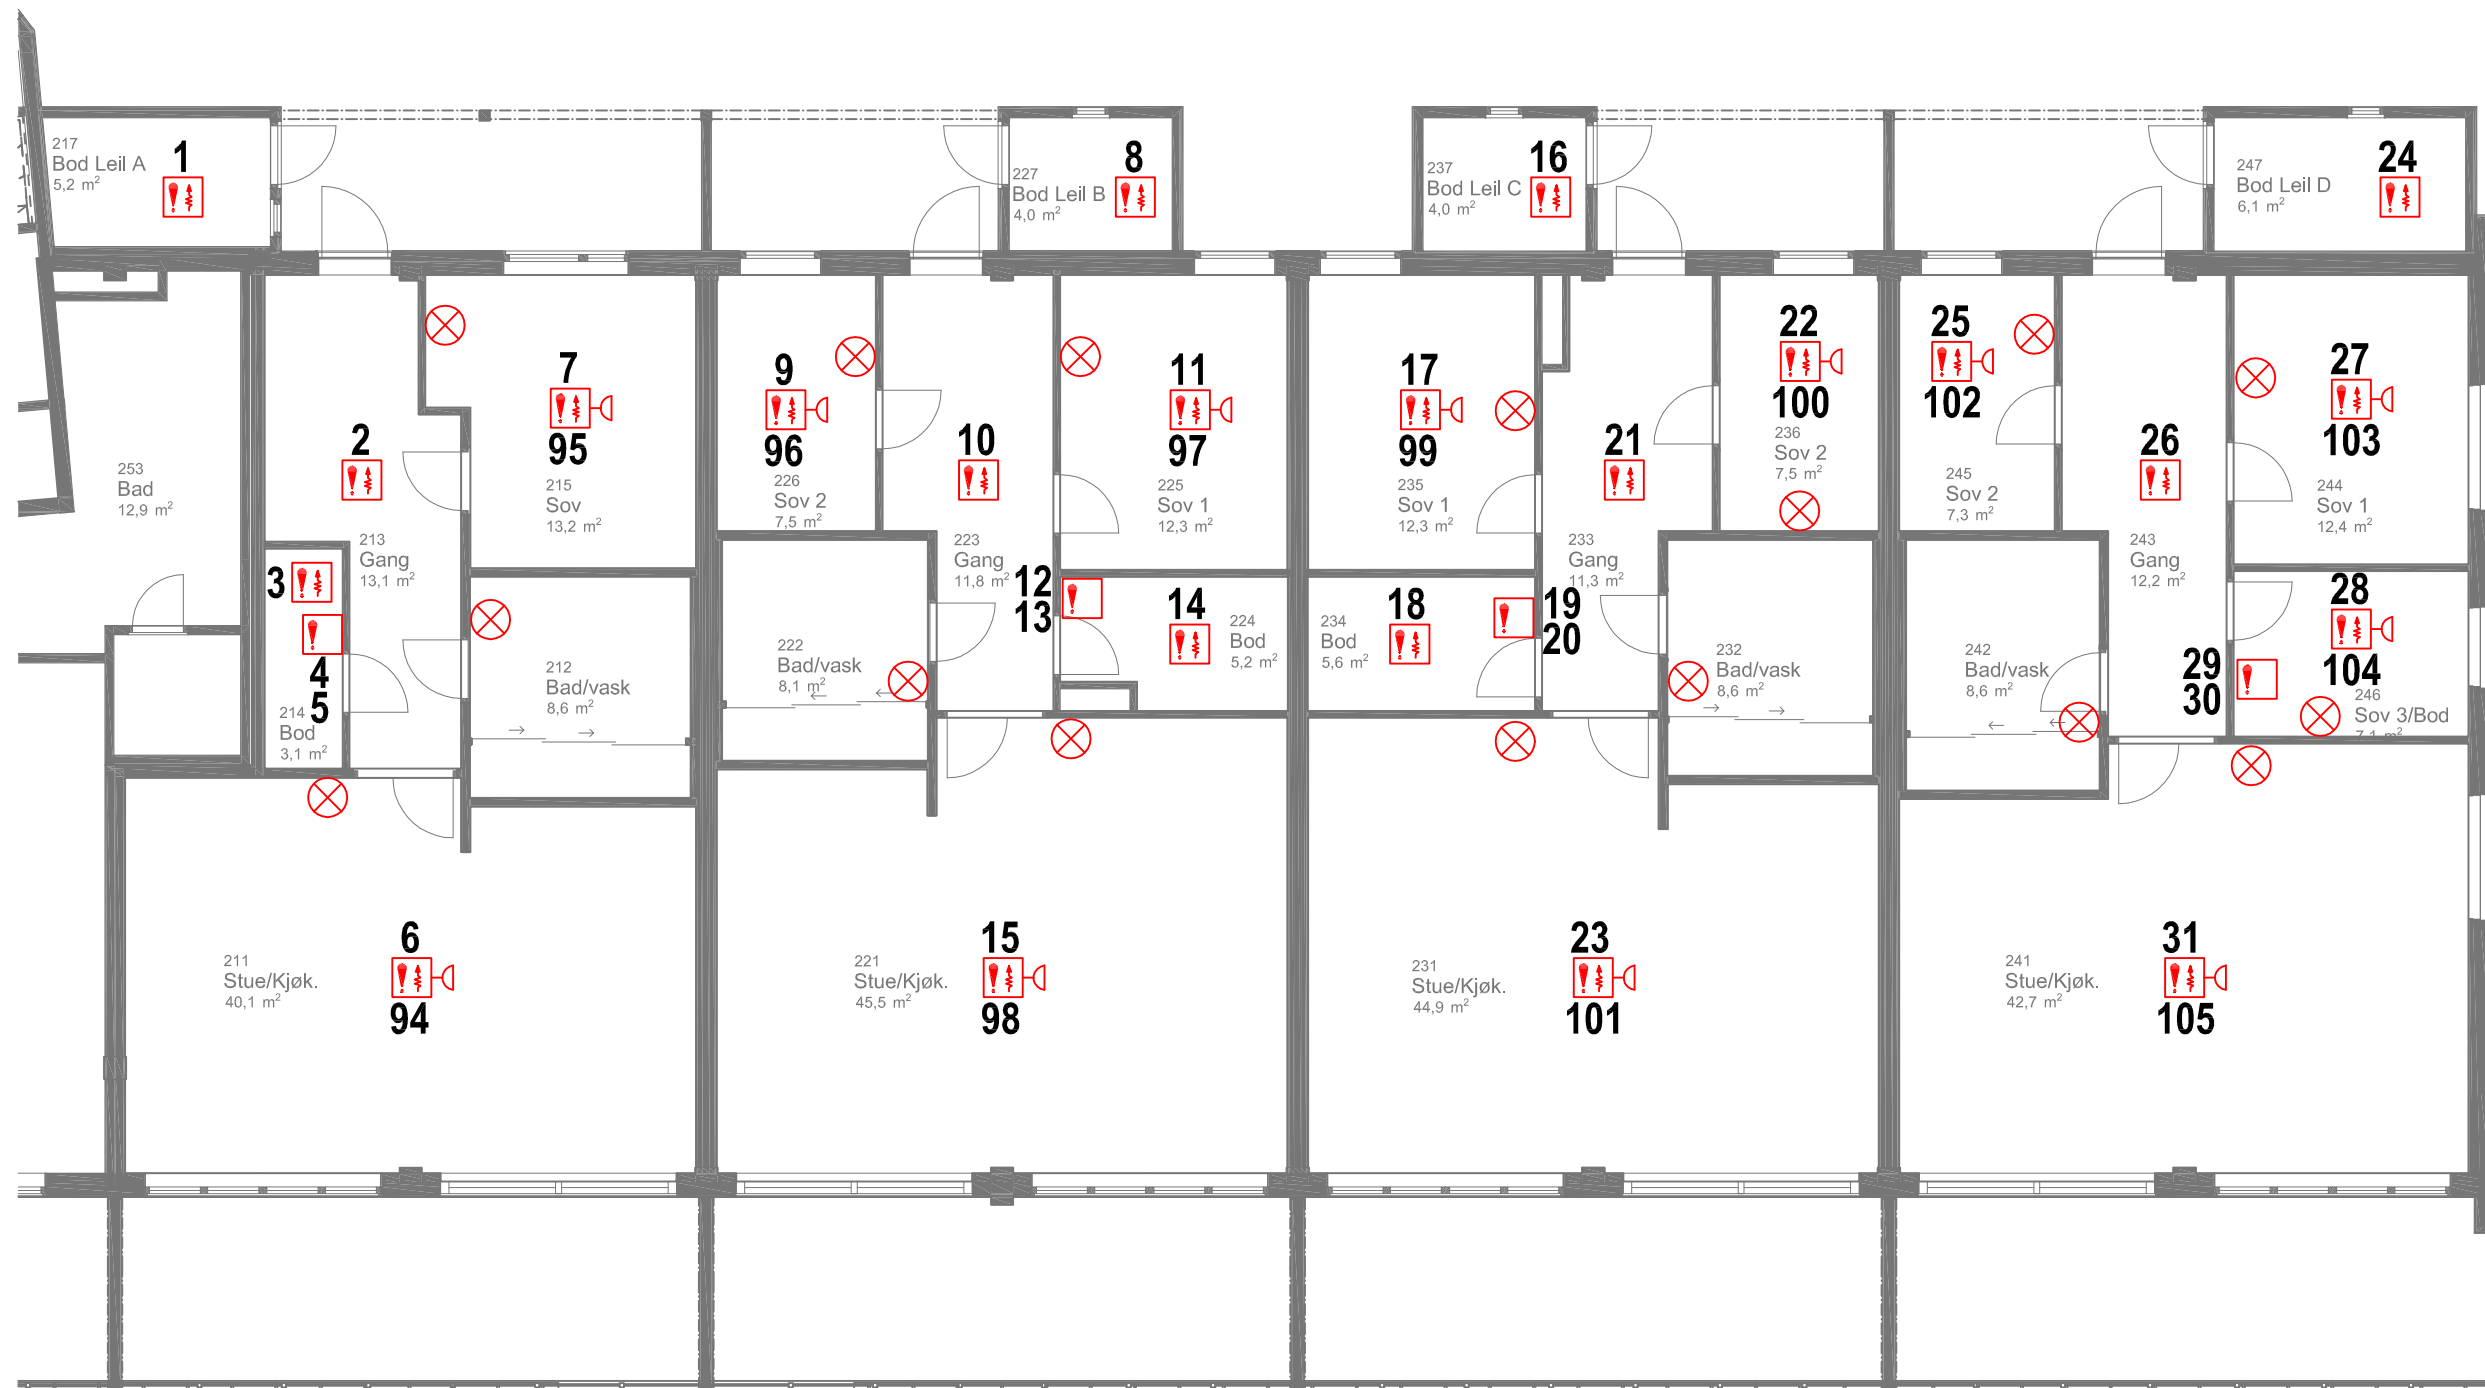 217
Bod Leil A
5,2 m²
1
227
Bod Leil B
4,0 m²
8
237
Bod Leil C
4,0 m²
16
247
Bod Leil D
6,1 m²
24
253
Bad
12,9 m²
2
213
Gang
13,1 m²
3
4
5
214
Bod
3,1 m²
7
95
215
Sov
13,2 m²
212
Bad/vask
8,6 m²
211
Stue/Kjøk.
40,1 m²
6
94
9
96
226
Sov 2
7,5 m²
10
223
Gang
11,8 m²
12
13
11
97
225
Sov 1
12,3 m²
14
224
Bod
5,2 m²
222
Bad/vask
8,1 m²
221
Stue/Kjøk.
45,5 m²
15
98
17
99
235
Sov 1
12,3 m²
18
234
Bod
5,6 m²
19
20
21
233
Gang
11,3 m²
22
100
236
Sov 2
7,5 m²
232
Bad/vask
8,6 m²
231
Stue/Kjøk.
44,9 m²
23
101
25
102
245
Sov 2
7,3 m²
26
243
Gang
12,2 m²
27
103
244
Sov 1
12,4 m²
28
104
29
30
246
Sov 3/Bod
7,1 m²
242
Bad/vask
8,6 m²
241
Stue/Kjøk.
42,7 m²
31
105